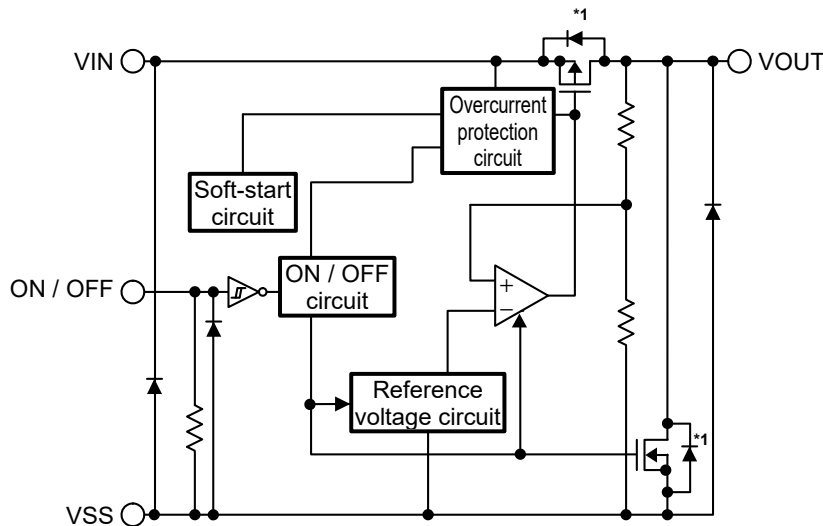 *1
VIN
VOUT
Overcurrent
protection
circuit
Soft-start
circuit
ON / OFF
ON / OFF
circuit
+
−
Reference
voltage circuit
*1
VSS